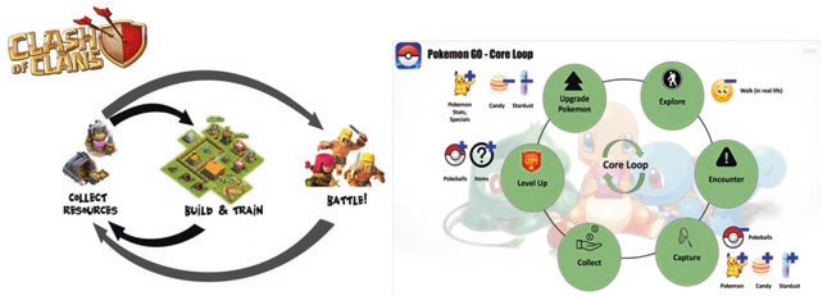 CLASH
OF CLANS
COLLECT
RESOURCES
BUILD & TRAIN
BATTLE!
Pokemon GO - Core Loop
Pokemon
Stats,
Specials
Candy
Stardust
Upgrade
Pokemon
Explore
Walk (in real life)
Pokeballs
Items
Level Up
Core Loop
Encounter
Collect
Capture
Pokeballs
Pokemon
Candy
Stardust